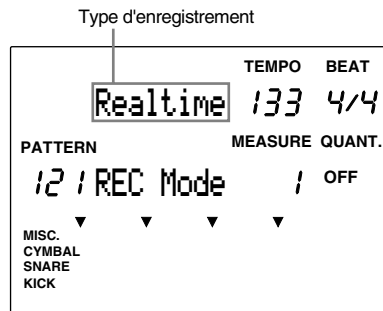 Type d'enregistrement
TEMPO BEAT
Realtime 133 4/4
PATTERN MEASURE QUANT.
121 REC Mode 1 OFF
MISC.
CYMBAL
SNARE
KICK